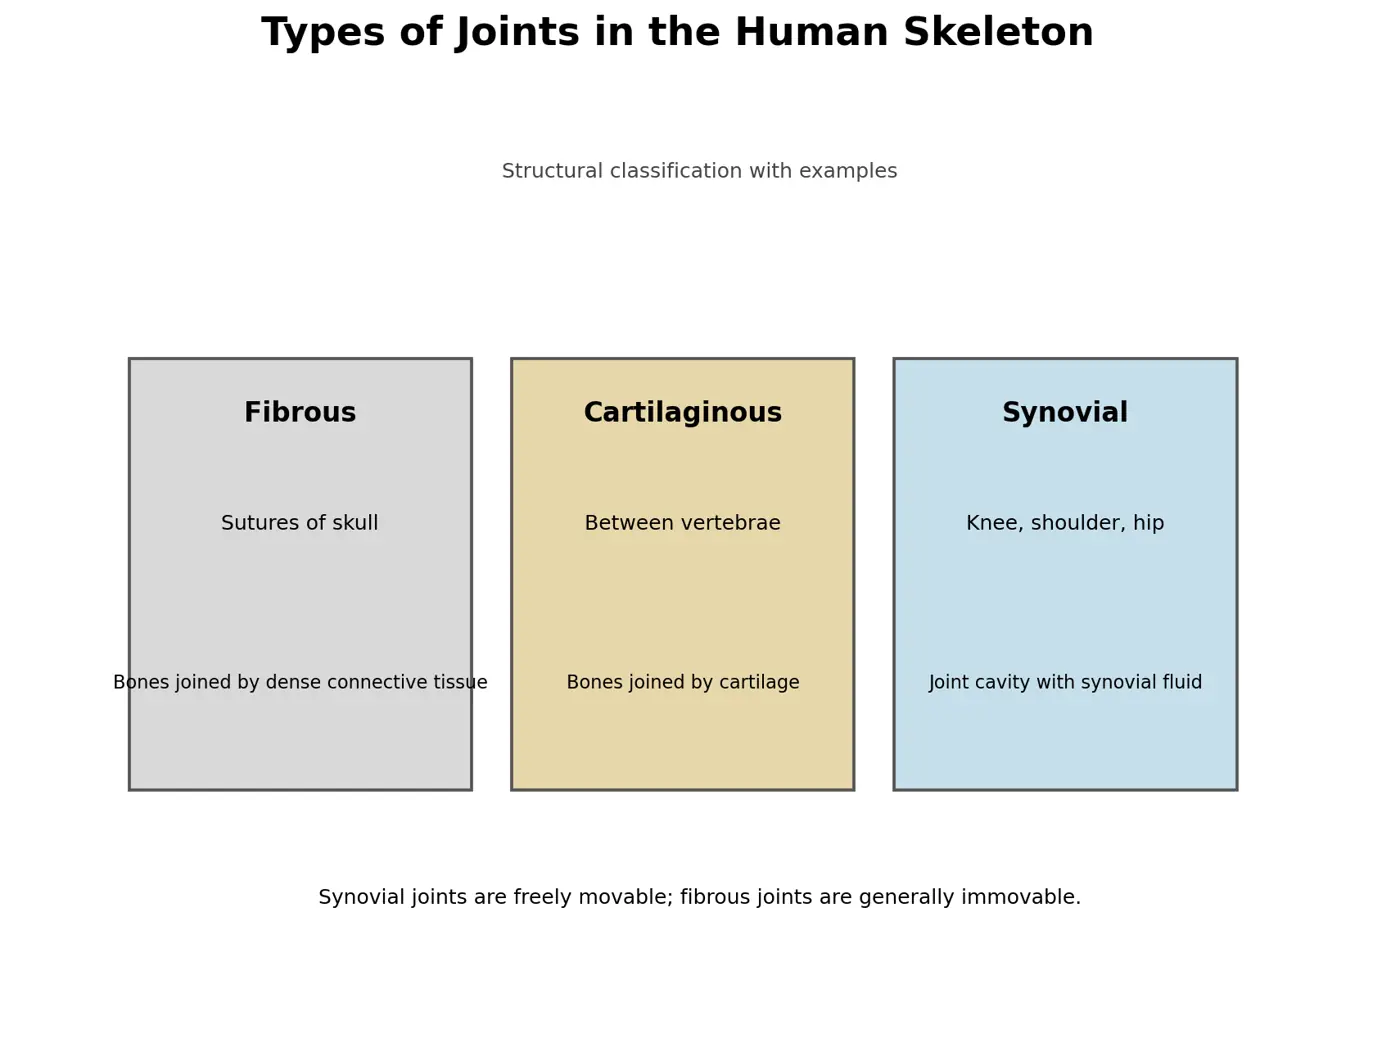 Types of Joints in the Human Skeleton
Structural classification with examples
Fibrous
Sutures of skull
Bones joined by dense connective tissue
Cartilaginous
Between vertebrae
Bones joined by cartilage
Synovial
Knee, shoulder, hip
Joint cavity with synovial fluid
Synovial joints are freely movable; fibrous joints are generally immovable.